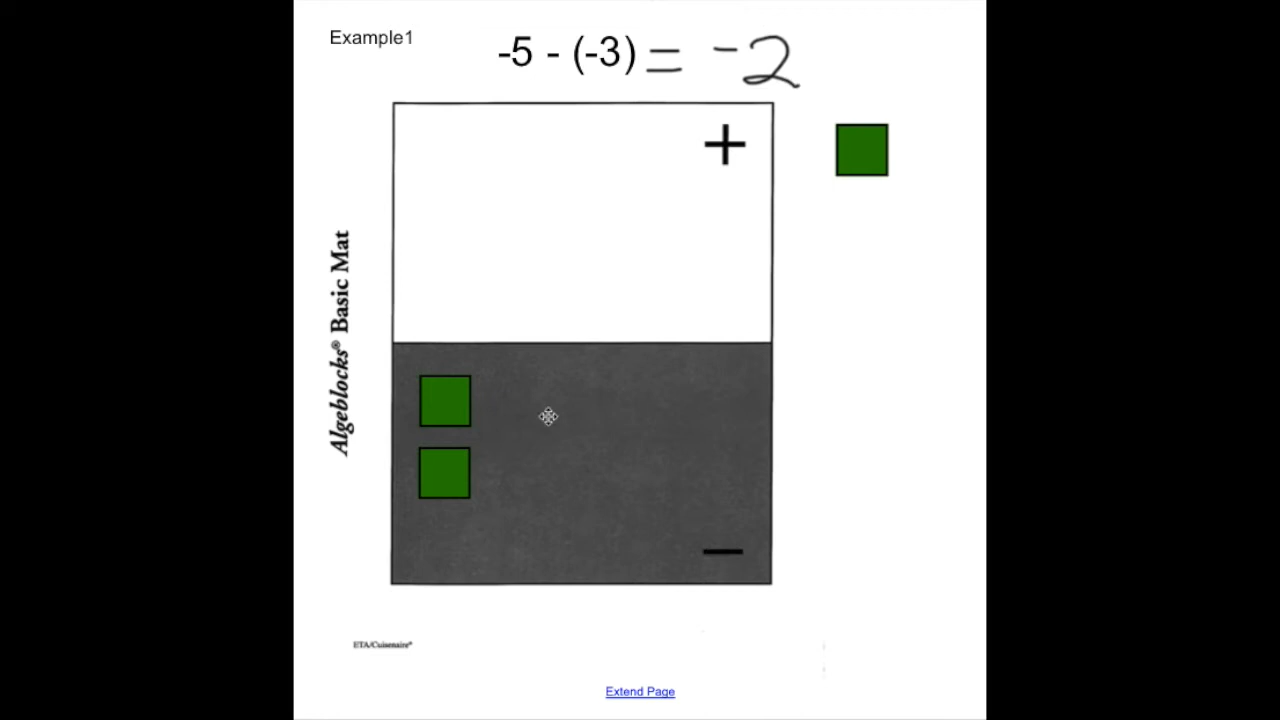 Example1
-5 - (-3) = -2
+
Algeblocks® Basic Mat
—
ETA/Cuisenaire®
Extend Page